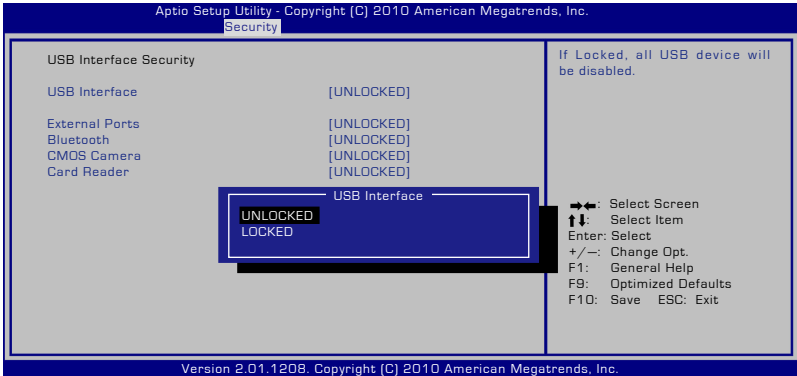 Aptio Setup Utility - Copyright (C) 2010 American Megatrends, Inc.
Security
USB Interface Security
USB Interface [UNLOCKED]
External Ports [UNLOCKED]
Bluetooth [UNLOCKED]
CMOS Camera [UNLOCKED]
Card Reader [UNLOCKED]
USB Interface
UNLOCKED
LOCKED
If Locked, all USB device will
be disabled.
→←: Select Screen
↑↓: Select Item
Enter: Select
+/—: Change Opt.
F1: General Help
F9: Optimized Defaults
F10: Save ESC: Exit
Version 2.01.1208. Copyright (C) 2010 American Megatrends, Inc.